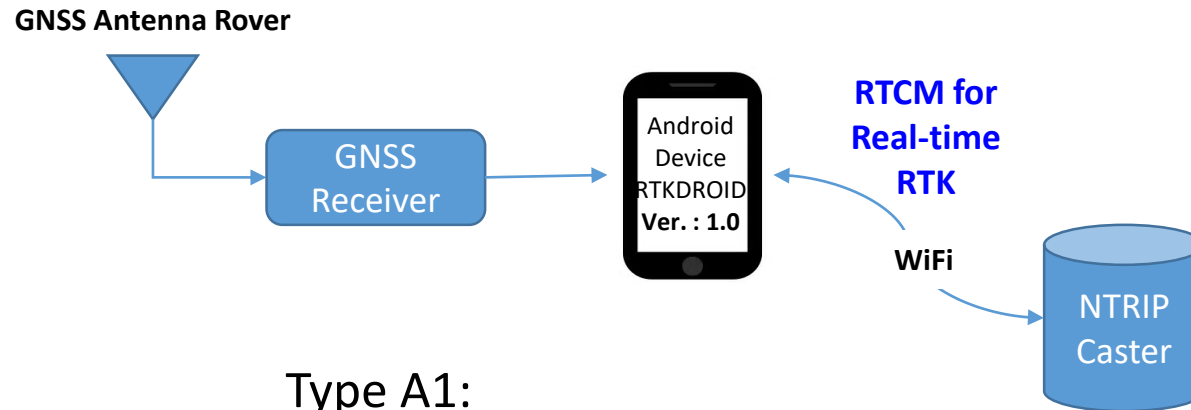 GNSS Antenna Rover
GNSS
Receiver
Android
Device
RTKDROID
Ver. : 1.0
RTCM for
Real-time
RTK
WiFi
NTRIP
Caster
Type A1: